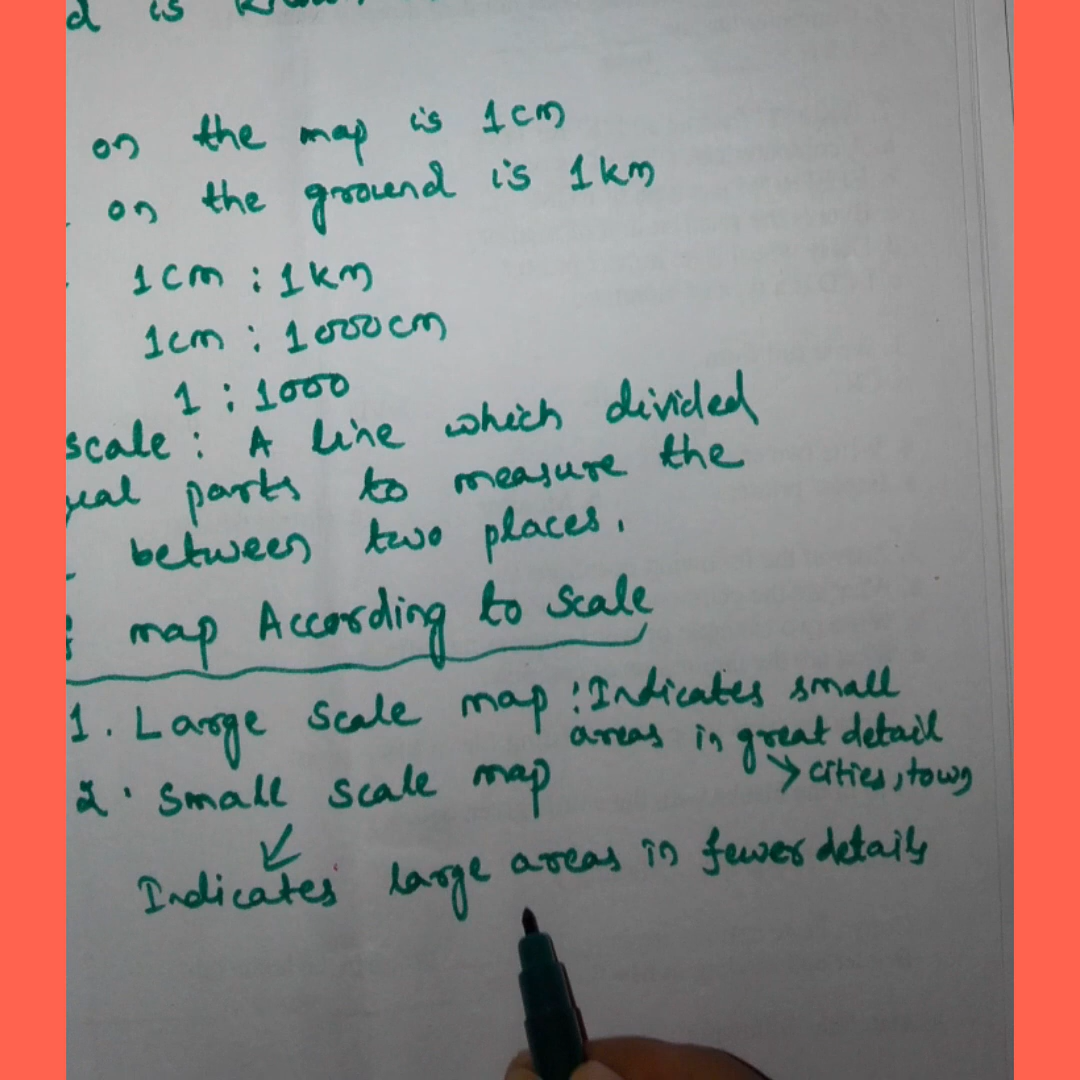 d is
on the map is 1cm
on the ground is 1km
1cm : 1km
1cm : 1000cm
1 : 1000
scale : A line which divided
ual parts to measure the
between two places.
map According to scale
1. Large scale map : Indicates small
areas in great detail
→ cities, town
2. Small scale map
Indicates large areas in fewer details